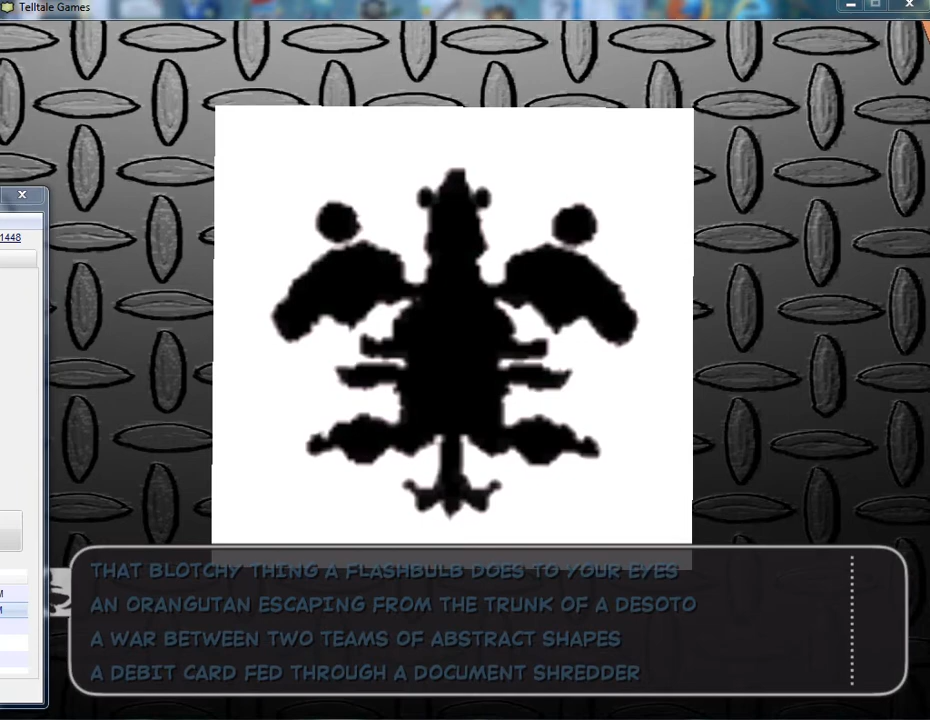 Telltale Games
1448
THAT BLOTCHY THING A FLASHBULB DOES TO YOUR EYES
AN ORANGUTAN ESCAPING FROM THE TRUNK OF A DESOTO
A WAR BETWEEN TWO TEAMS OF ABSTRACT SHAPES
A DEBIT CARD FED THROUGH A DOCUMENT SHREDDER